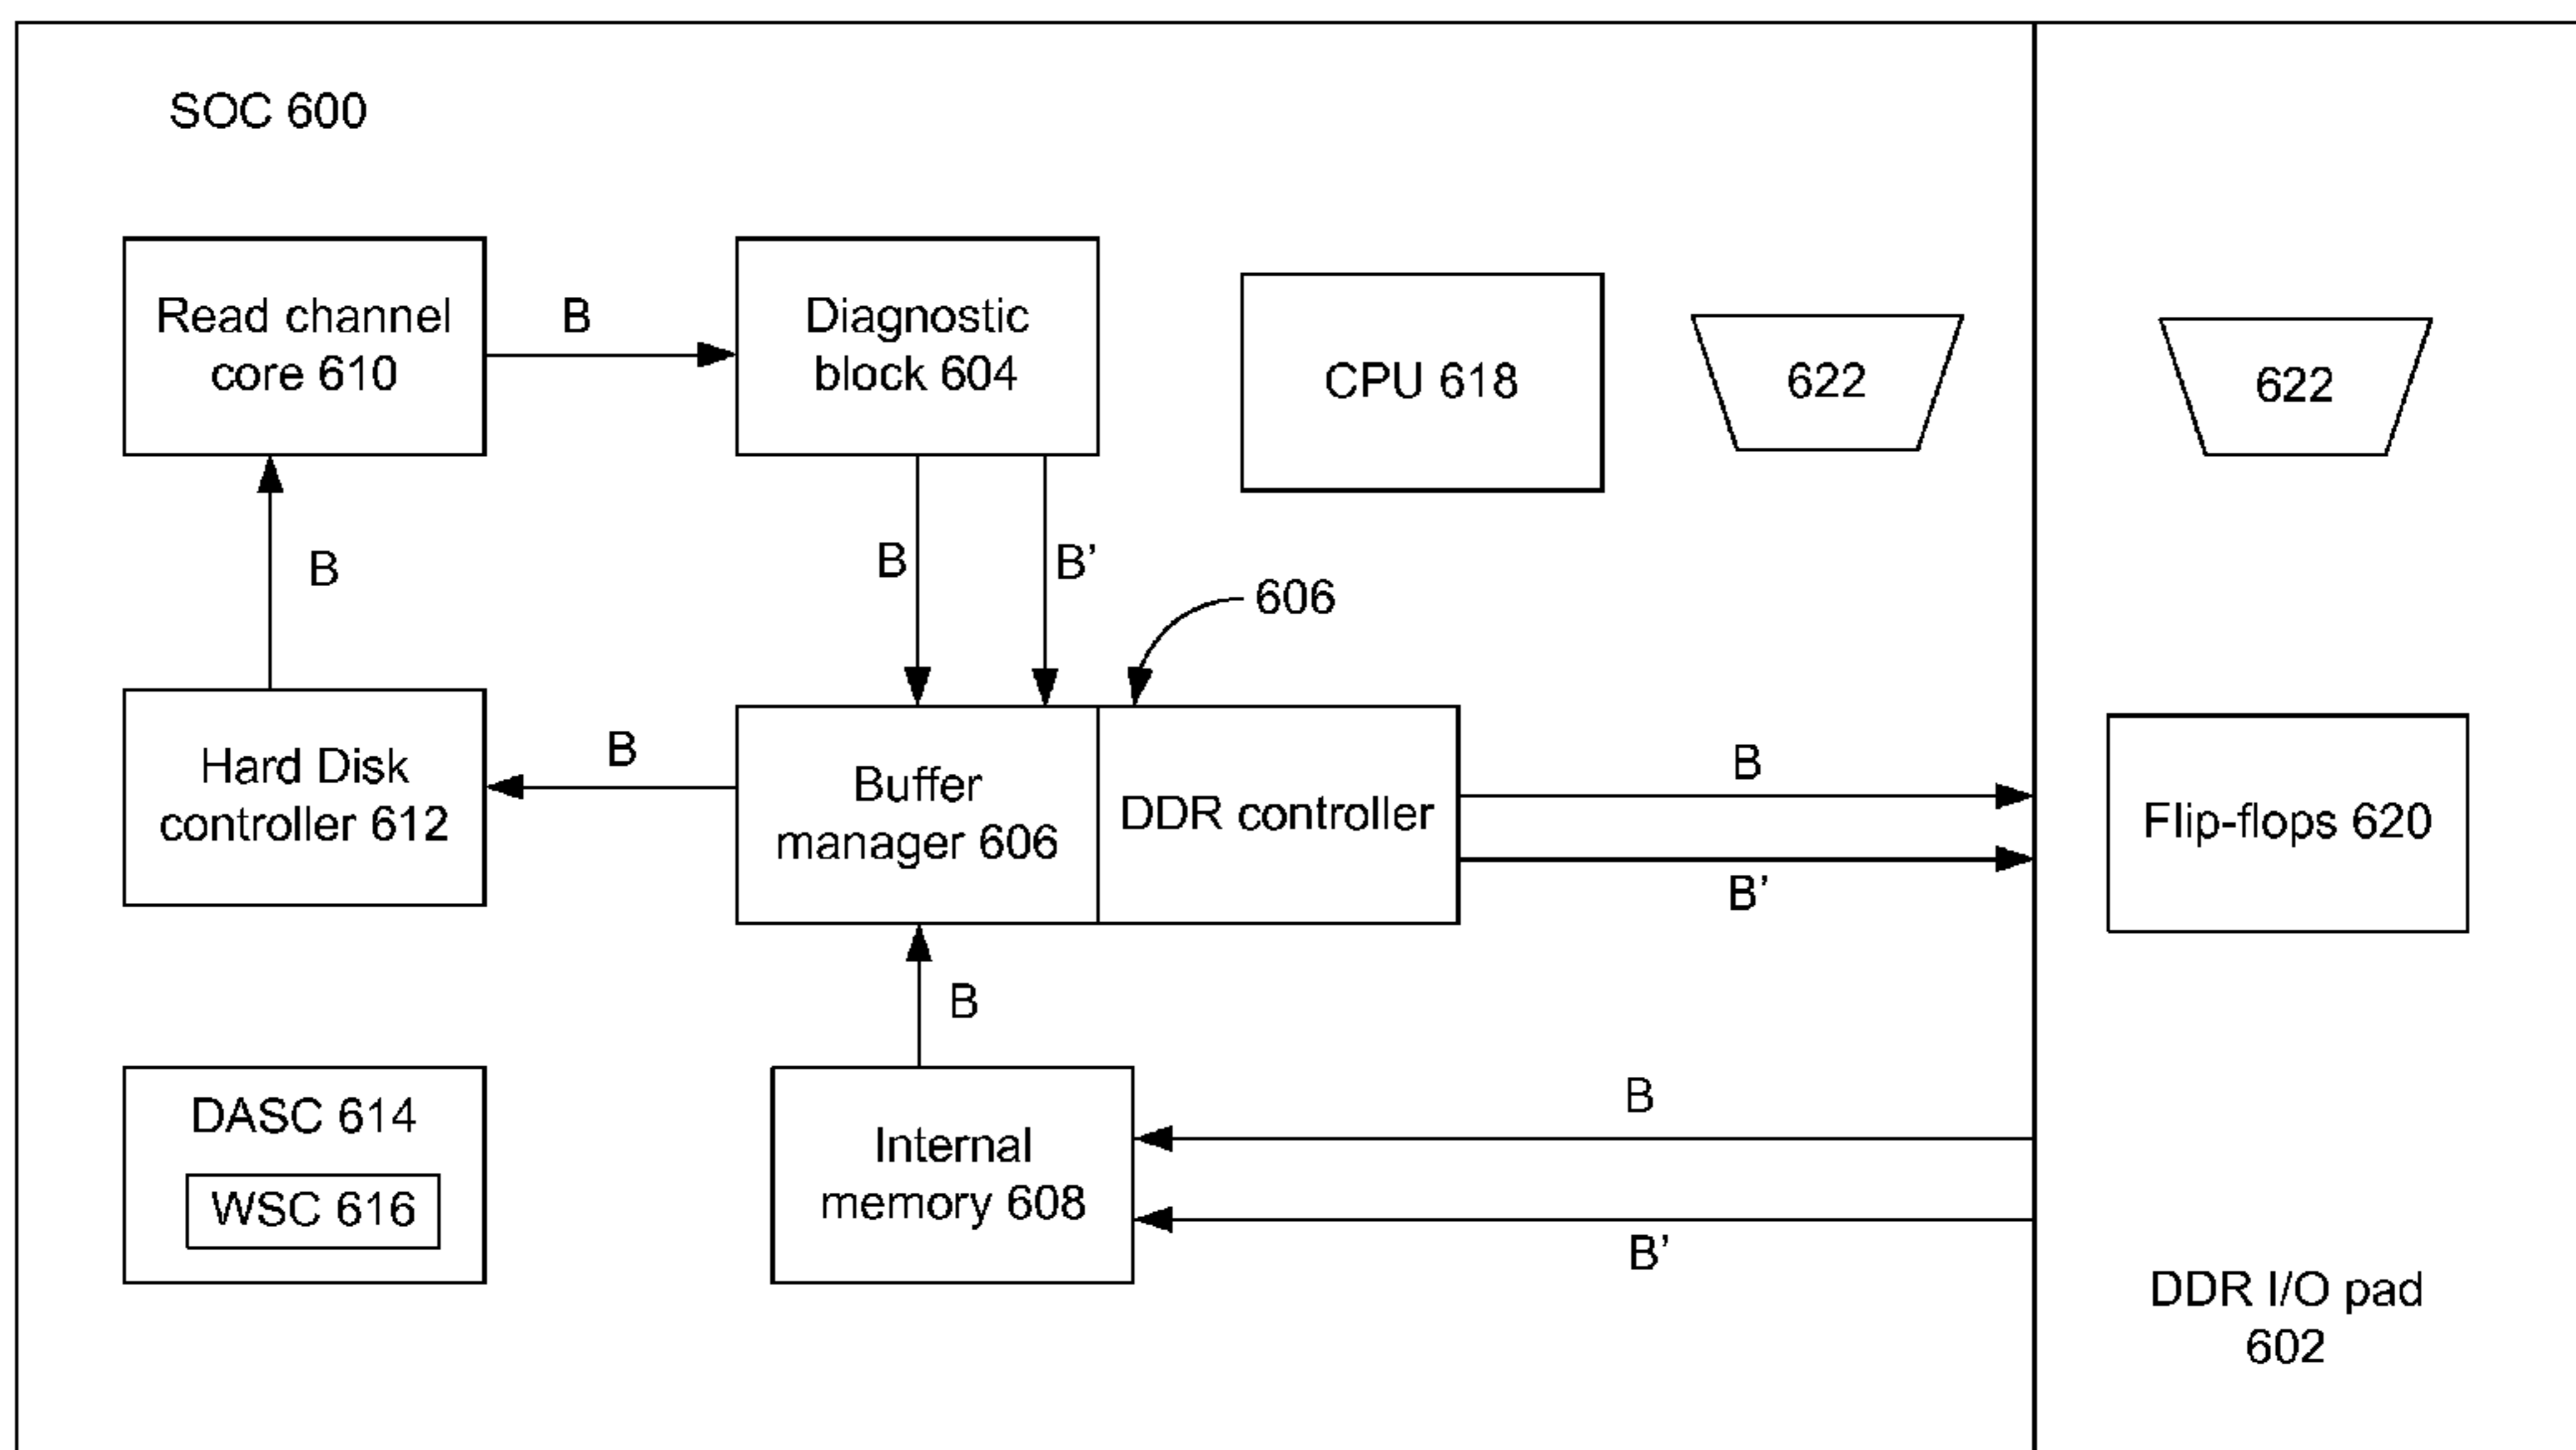 SOC 600
Read channel
core 610
B
Diagnostic
block 604
CPU 618
622
622
B
B
B’
606
Hard Disk
controller 612
B
Buffer
manager 606
DDR controller
B
B’
Flip-flops 620
B
DASC 614
WSC 616
Internal
memory 608
B
B’
DDR I/O pad
602